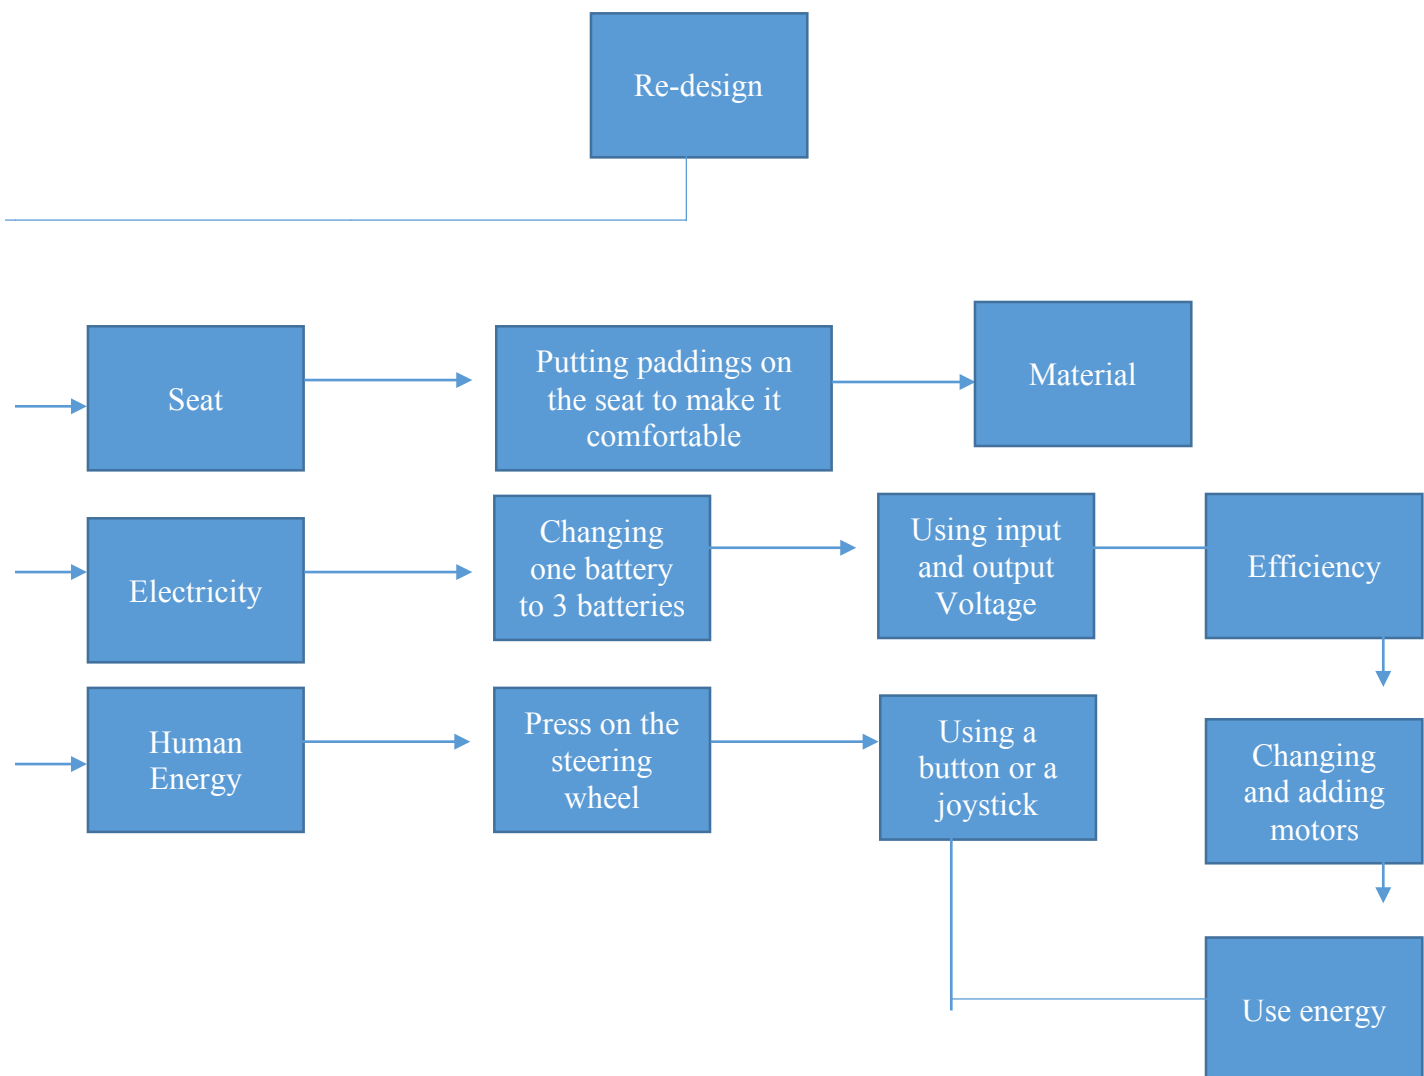 Re-design
Seat
Putting paddings on
the seat to make it
comfortable
Material
Electricity
Changing
one battery
to 3 batteries
Using input
and output
Voltage
Efficiency
Human
Energy
Press on the
steering
wheel
Using a
button or a
joystick
Changing
and adding
motors
Use energy